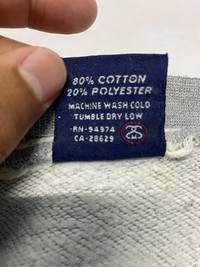 80% COTTON
20% POLYESTER
MACHINE WASH COLD
TUMBLE DRY LOW
RN-94974
CA-28629